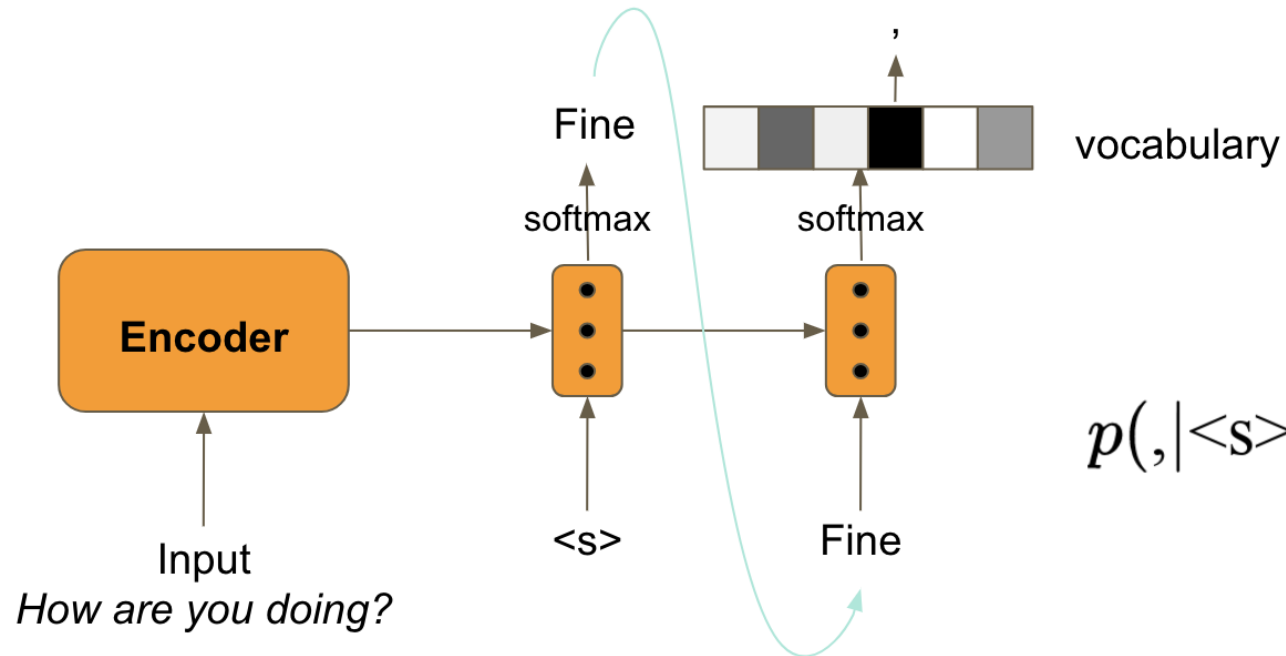 ,
Fine
vocabulary
softmax
softmax
Encoder
p(,|<s>
<s>
Fine
Input
How are you doing?